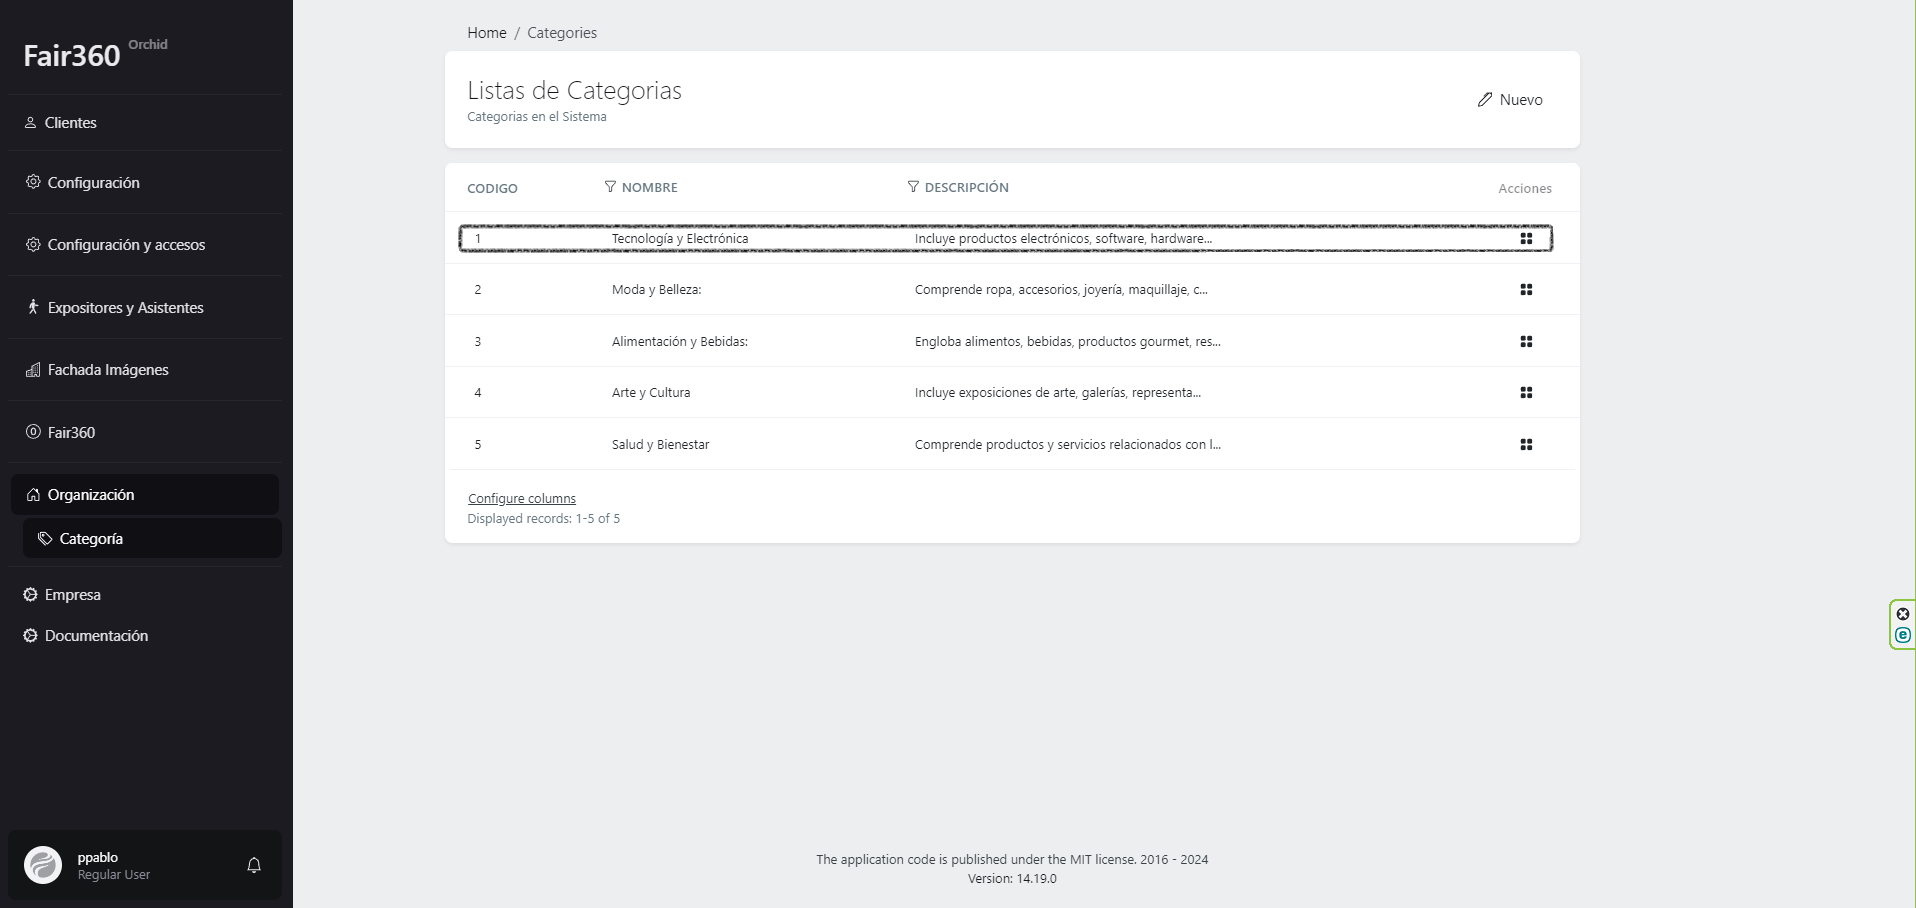 Fair360 Orchid
Clientes
Configuración
Configuración y accesos
Expositores y Asistentes
Fachada Imágenes
Fair360
Organización
Categoría
Empresa
Documentación
ppablo
Regular User
Home / Categories
Listas de Categorias
Categorias en el Sistema
Nuevo
CODIGO NOMBRE DESCRIPCIÓN Acciones
1 Tecnología y Electrónica Incluye productos electrónicos, software, hardware...
2 Moda y Belleza: Comprende ropa, accesorios, joyería, maquillaje, c...
3 Alimentación y Bebidas: Engloba alimentos, bebidas, productos gourmet, res...
4 Arte y Cultura Incluye exposiciones de arte, galerías, representa...
5 Salud y Bienestar Comprende productos y servicios relacionados con l...
Configure columns
Displayed records: 1-5 of 5
The application code is published under the MIT license. 2016 - 2024
Version: 14.19.0